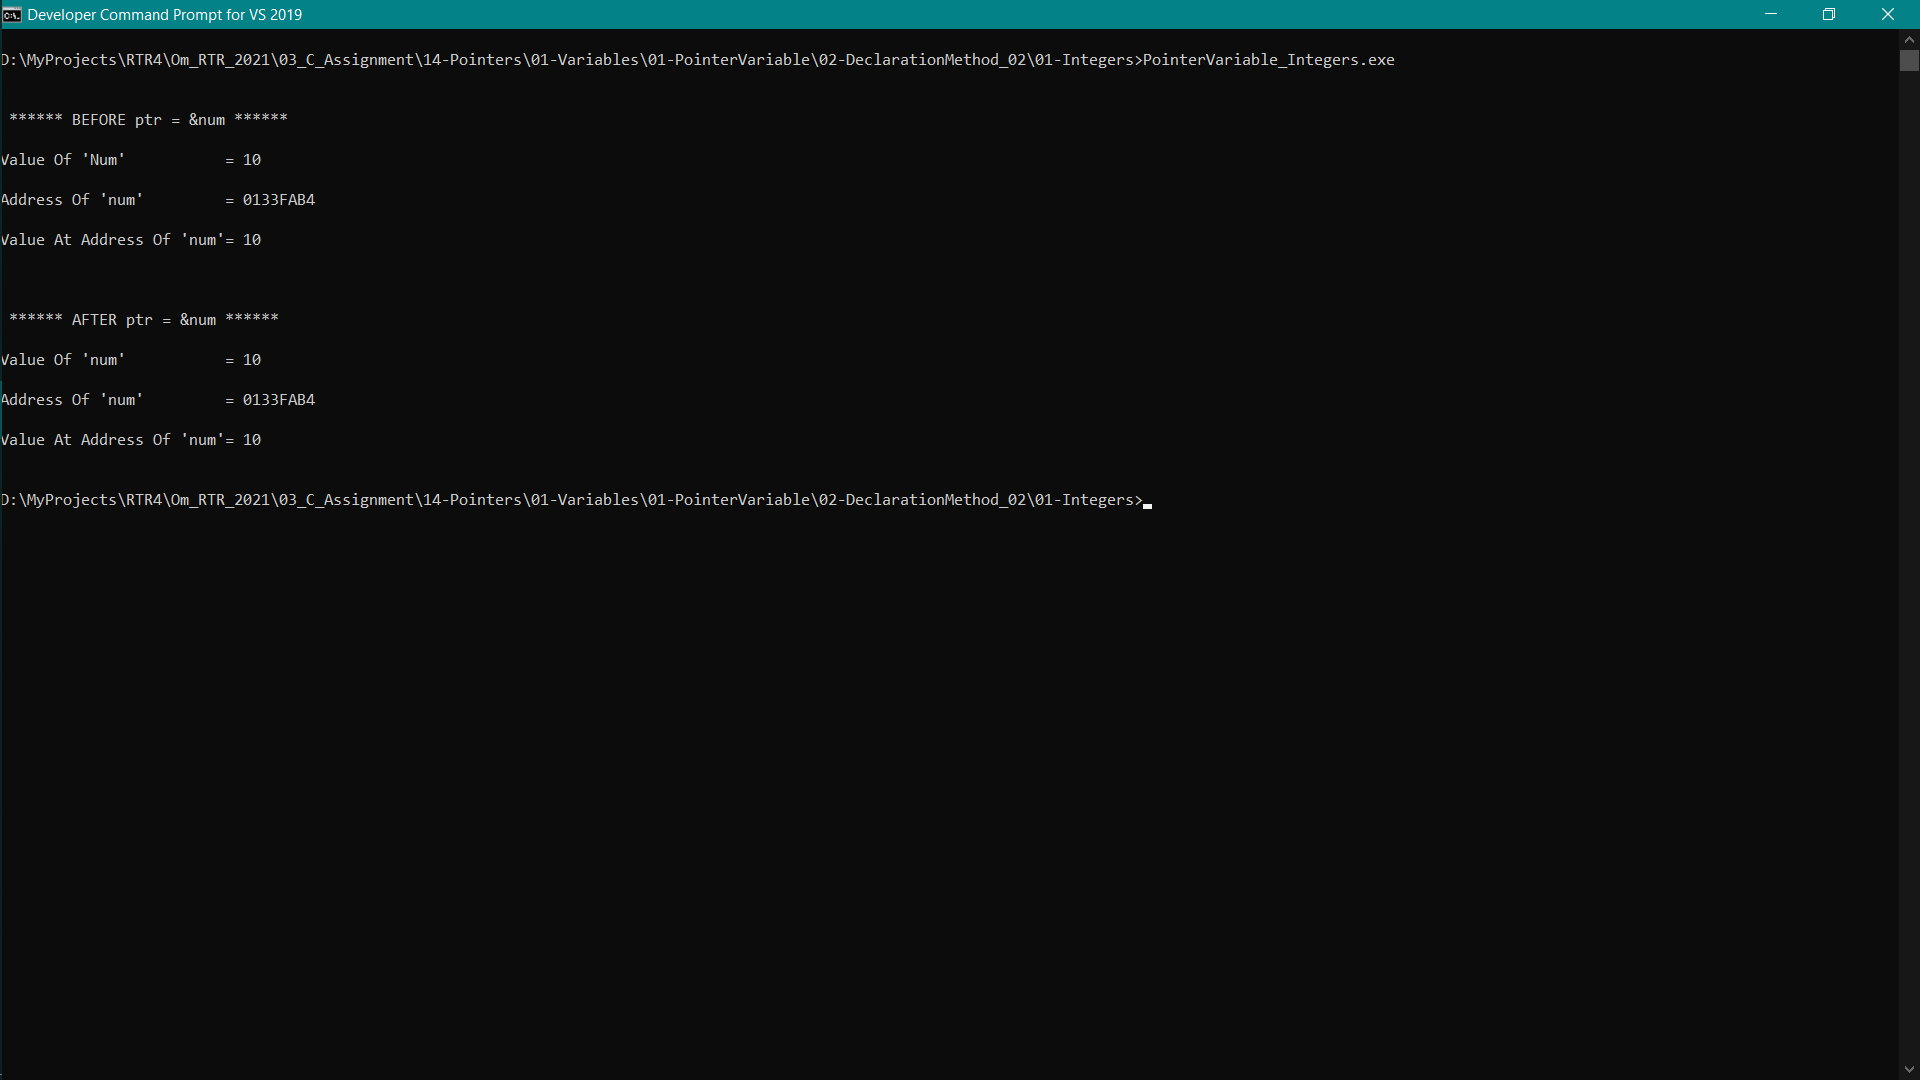 Developer Command Prompt for VS 2019
D:\MyProjects\RTR4\Om_RTR_2021\03_C_Assignment\14-Pointers\01-Variables\01-PointerVariable\02-DeclarationMethod_02\01-Integers>PointerVariable_Integers.exe
****** BEFORE ptr = &num ******
Value Of 'Num'           = 10
Address Of 'num'         = 0133FAB4
Value At Address Of 'num'= 10
****** AFTER ptr = &num ******
Value Of 'num'           = 10
Address Of 'num'         = 0133FAB4
Value At Address Of 'num'= 10
D:\MyProjects\RTR4\Om_RTR_2021\03_C_Assignment\14-Pointers\01-Variables\01-PointerVariable\02-DeclarationMethod_02\01-Integers>